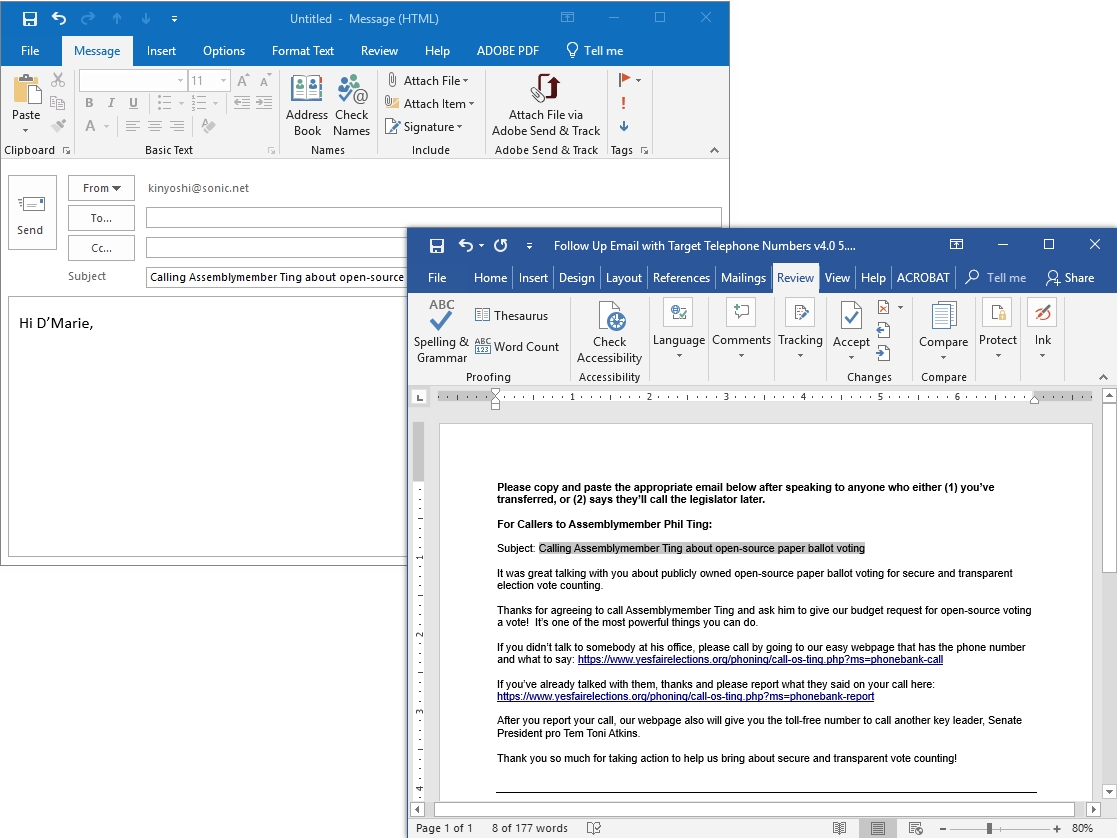 Untitled - Message (HTML)
File Message Insert Options Format Text Review Help ADOBE PDF Tell me
Paste
Clipboard
11
B I U
A
Basic Text
Address Book
Check Names
Names
Attach File
Attach Item
Signature
Include
Attach File via
Adobe Send & Track
Adobe Send & Track
Tags
Send
From kinyoshi@sonic.net
To...
Cc...
Subject Calling Assemblymember Ting about open-source
Hi D’Marie,
Follow Up Email with Target Telephone Numbers v4.0 5....
File Home Insert Design Layout References Mailings Review View Help ACROBAT Tell me Share
ABC
Spelling &
Grammar
Thesaurus
ABC
123 Word Count
Proofing
Check
Accessibility
Accessibility
Language
Comments
Tracking
Accept
Changes
Compare
Compare
Protect
Ink
1 2 3 4 5 6
1
2
3
4
Please copy and paste the appropriate email below after speaking to anyone who either (1) you’ve
transferred, or (2) says they’ll call the legislator later.
For Callers to Assemblymember Phil Ting:
Subject: Calling Assemblymember Ting about open-source paper ballot voting
It was great talking with you about publicly owned open-source paper ballot voting for secure and transparent
election vote counting.
Thanks for agreeing to call Assemblymember Ting and ask him to give our budget request for open-source voting
a vote! It’s one of the most powerful things you can do.
If you didn’t talk to somebody at his office, please call by going to our easy webpage that has the phone number
and what to say: https://www.yesfairelections.org/phoning/call-os-ting.php?ms=phonebank-call
If you’ve already talked with them, thanks and please report what they said on your call here:
https://www.yesfairelections.org/phoning/call-os-ting.php?ms=phonebank-report
After you report your call, our webpage also will give you the toll-free number to call another key leader, Senate
President pro Tem Toni Atkins.
Thank you so much for taking action to help us bring about secure and transparent vote counting!
Page 1 of 1 8 of 177 words 80%